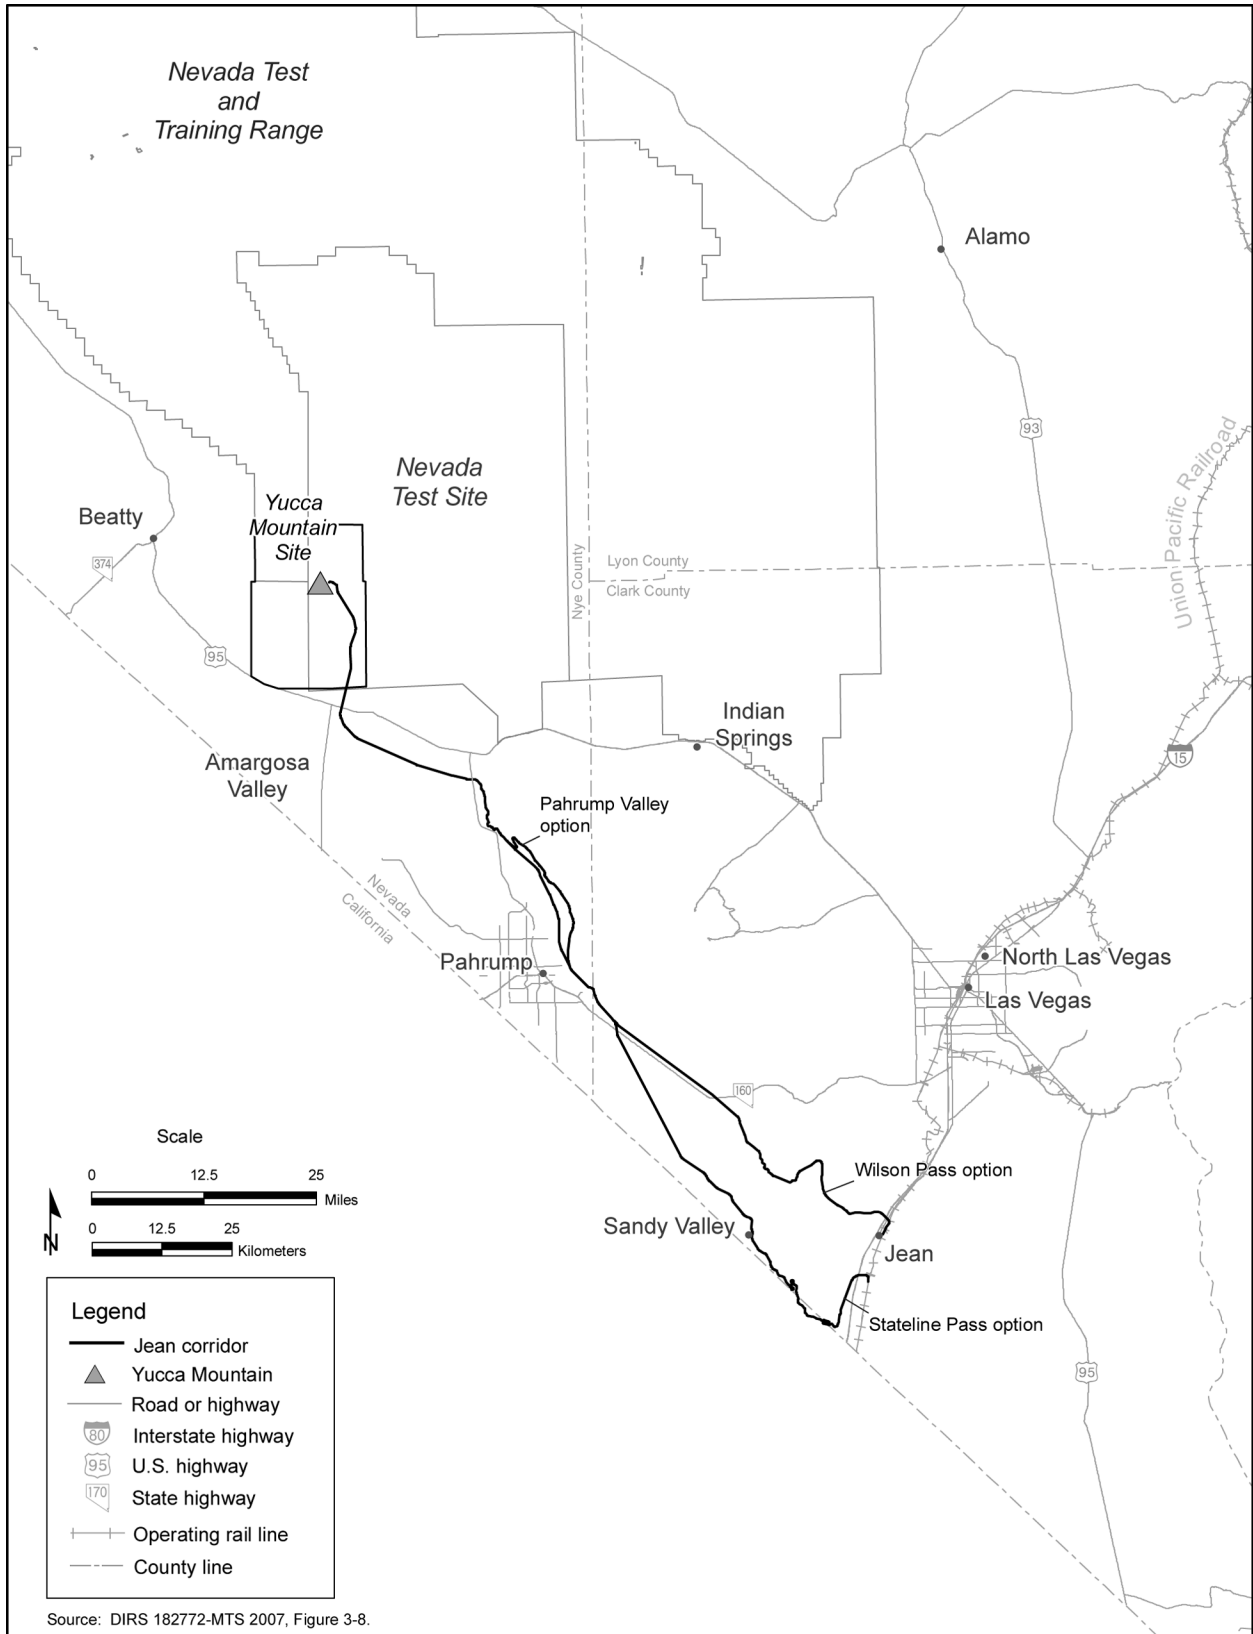 Nevada Test
and
Training Range
Alamo
93
Union Pacific Railroad
Nevada
Test Site
Yucca
Mountain
Site
Beatty
374
Nye County
Lyon County
Clark County
95
Indian
Springs
15
Amargosa
Valley
Pahrump Valley
option
Nevada
California
Pahrump
North Las Vegas
Las Vegas
160
Scale
0 12.5 25
Miles
0 12.5 25
Kilometers
N
Wilson Pass option
Sandy Valley
Jean
Stateline Pass option
95
Legend
Jean corridor
Yucca Mountain
Road or highway
80 Interstate highway
95 U.S. highway
170 State highway
Operating rail line
County line
Source: DIRS 182772-MTS 2007, Figure 3-8.